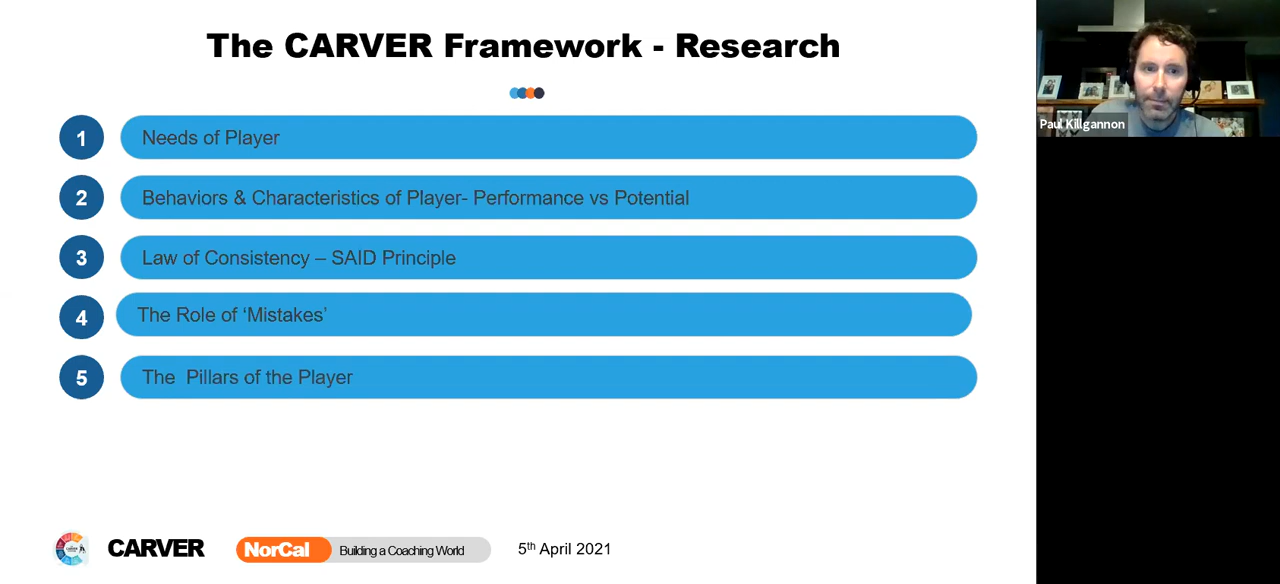 The CARVER Framework - Research
1
Needs of Player
2
Behaviors & Characteristics of Player- Performance vs Potential
3
Law of Consistency – SAID Principle
4
The Role of ‘Mistakes’
5
The  Pillars of the Player
CARVER
NorCal
Building a Coaching World
5th April 2021
Paul Killgannon